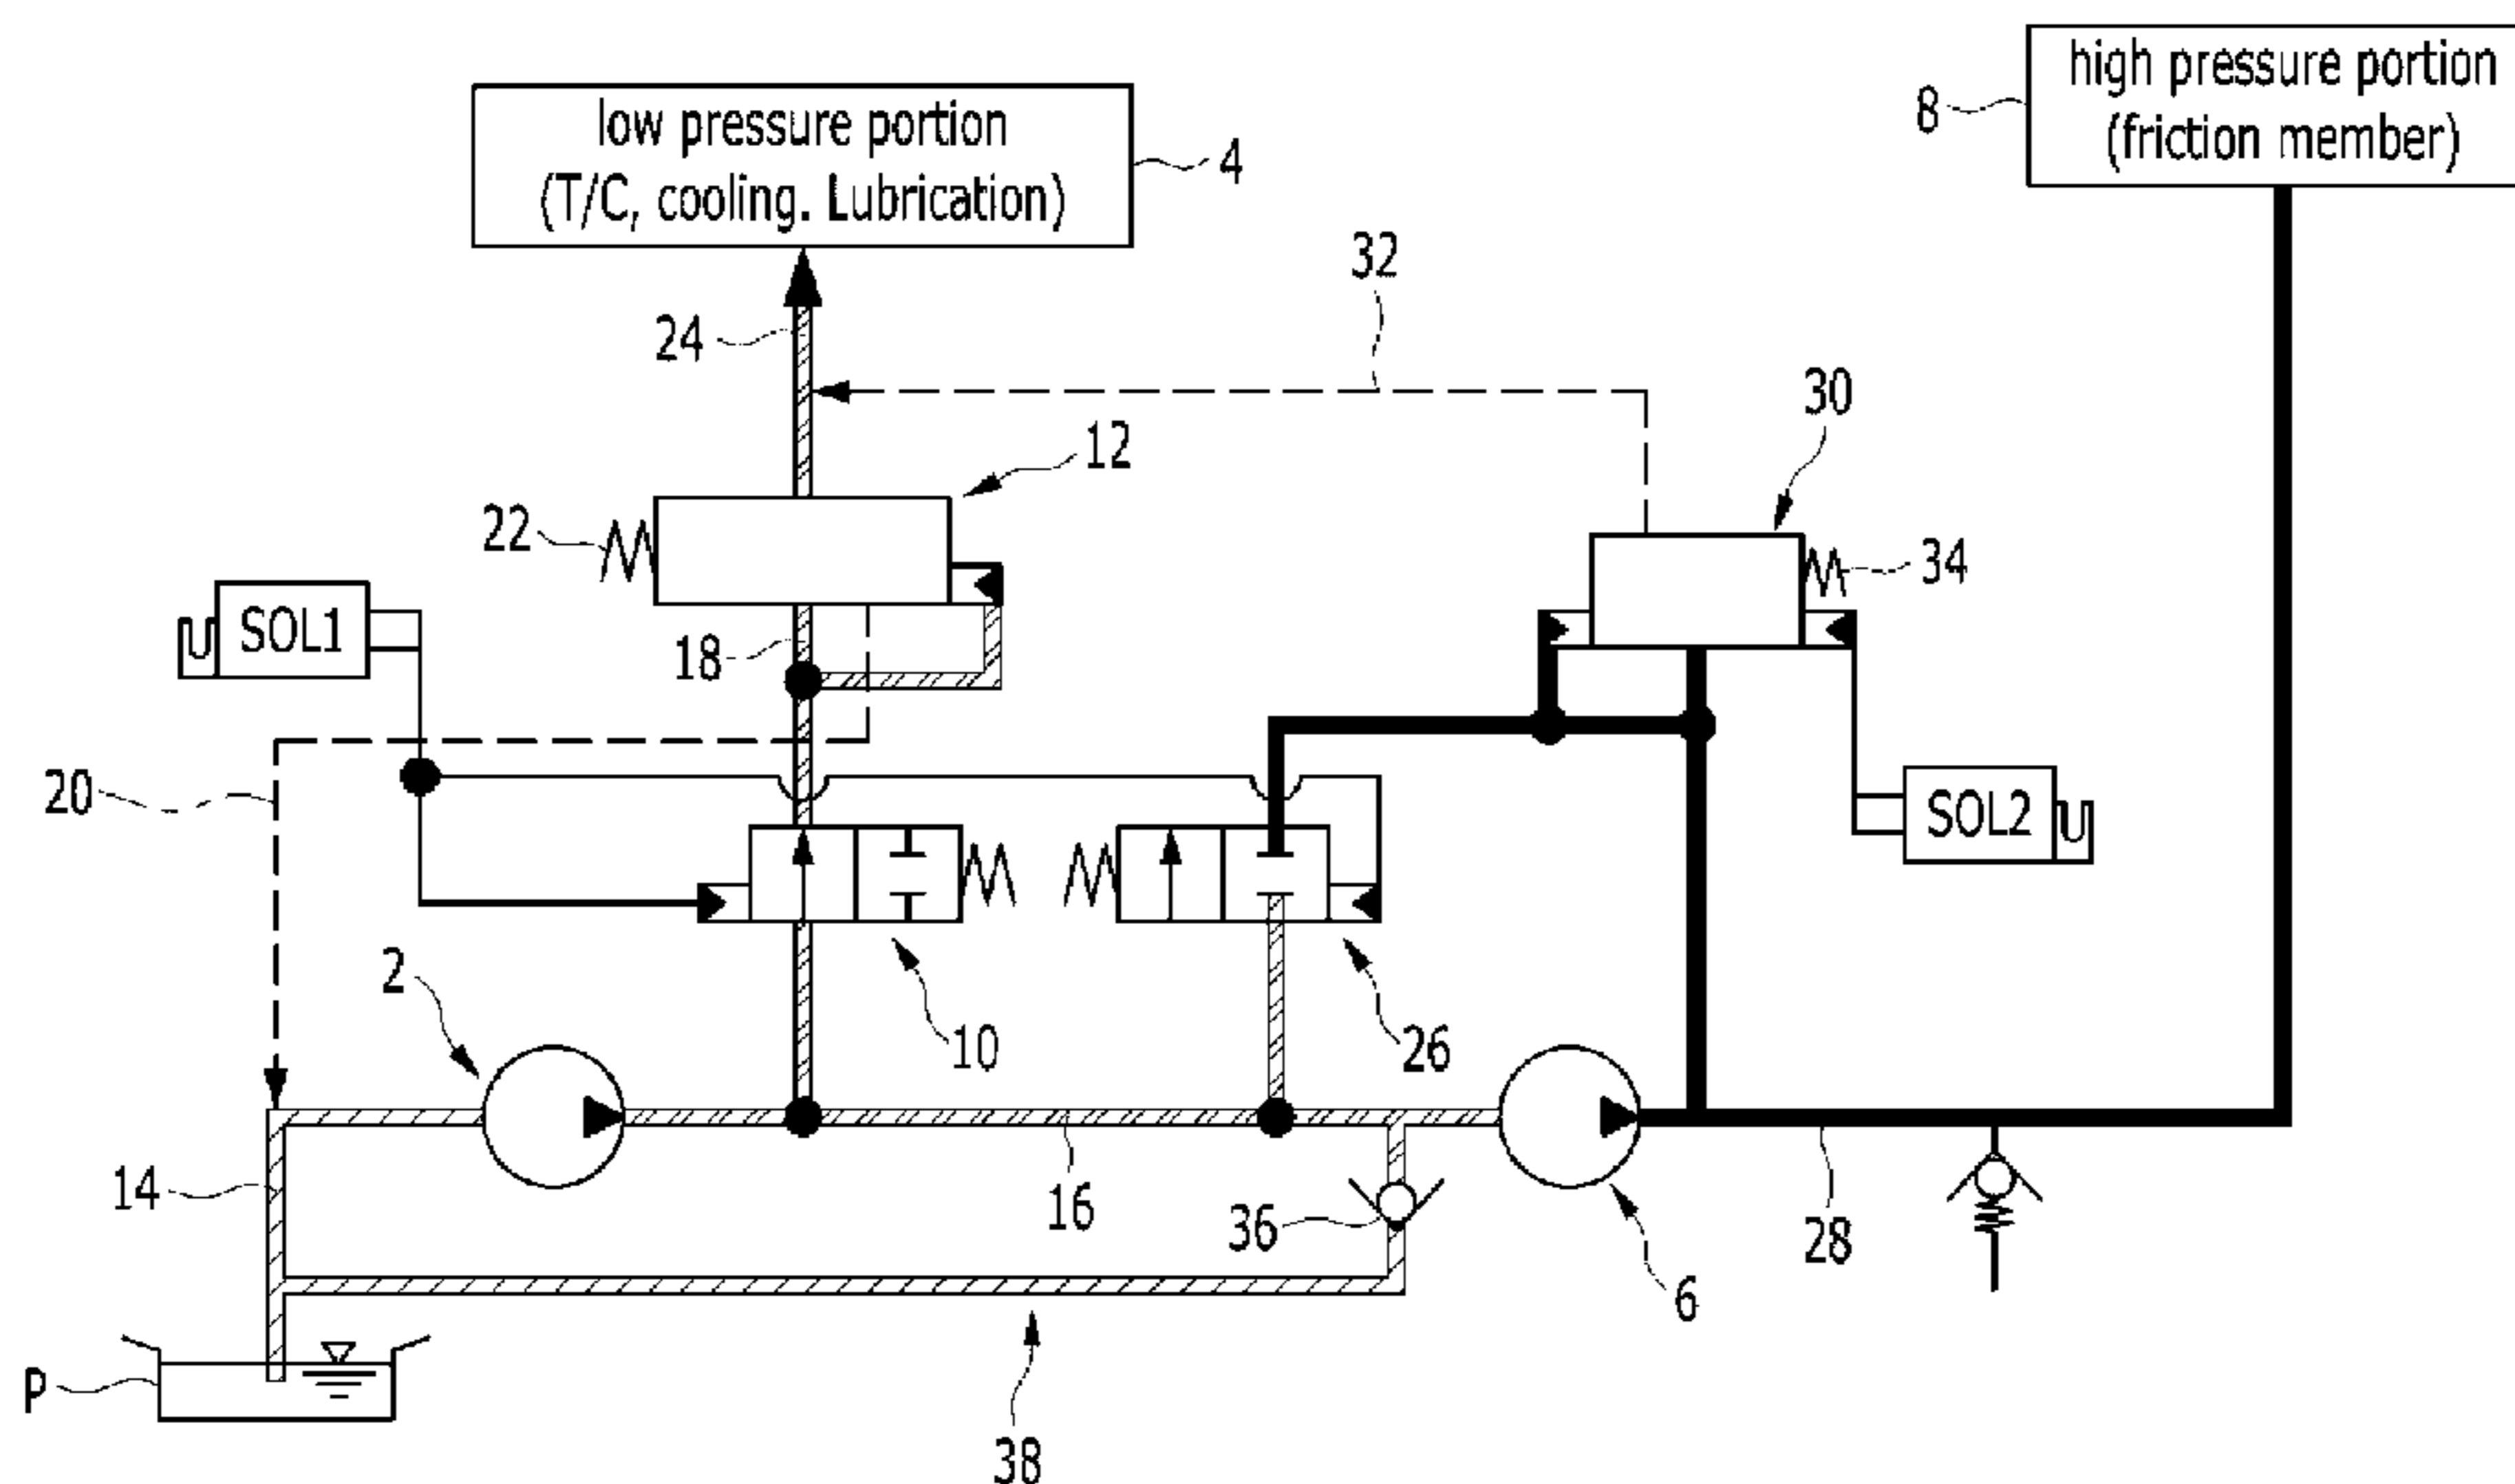 high pressure portion
(friction member)
8
low pressure portion
(T/C, cooling. Lubrication)
4
32
24
30
12
22
34
SOL1
18
20
SOL2
2
10
26
14
16
36
28
6
P
38